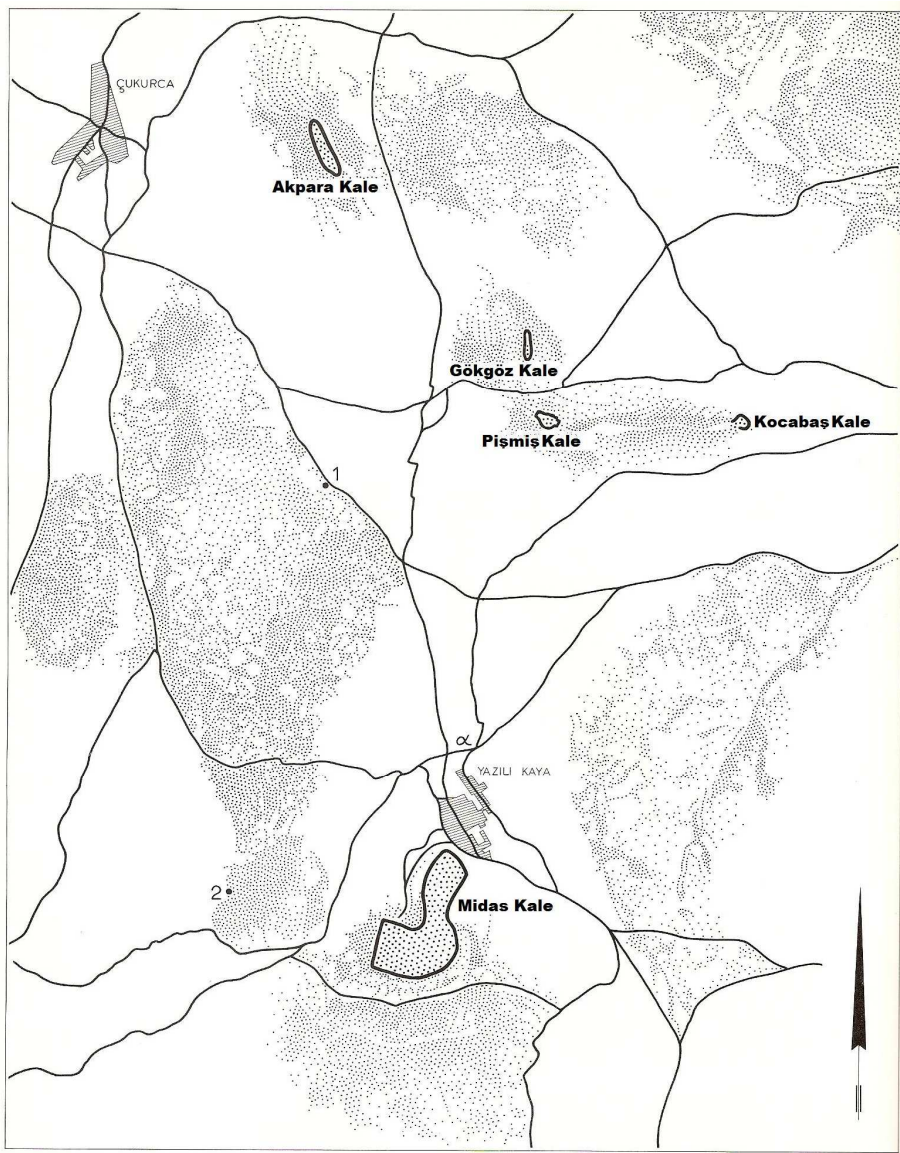 ÇUKURCA
Akpara Kale
Gökgöz Kale
Pişmiş Kale
Kocabaş Kale
1
α
YAZILI KAYA
2
Midas Kale